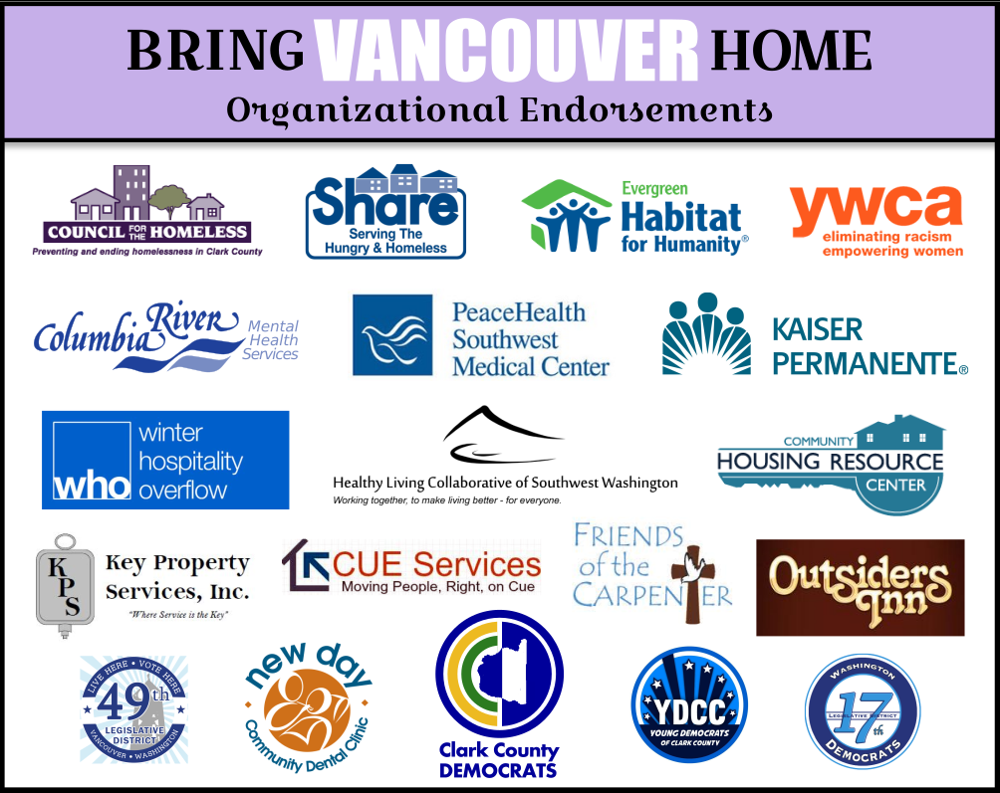 BRING VANCOUVER HOME
Organizational Endorsements
COUNCIL FOR THE HOMELESS
Preventing and ending homelessness in Clark County
Share
Serving The
Hungry & Homeless
Evergreen
Habitat
for Humanity®
ywca
eliminating racism
empowering women
Columbia River
Mental
Health
Services
PeaceHealth
Southwest
Medical Center
KAISER
PERMANENTE®
who
winter
hospitality
overflow
Healthy Living Collaborative of Southwest Washington
Working together, to make living better - for everyone.
COMMUNITY
HOUSING RESOURCE
CENTER
KPS
Key Property
Services, Inc.
"Where Service is the Key"
CUE Services
Moving People, Right, on Cue
FRIENDS
of the
CARPENTER
Outsiders
Inn
LIVE HERE • VOTE HERE
49th
LEGISLATIVE
DISTRICT
VANCOUVER • WASHINGTON
new day
Community Dental Clinic
Clark County
DEMOCRATS
YDCC
YOUNG DEMOCRATS
OF CLARK COUNTY
WASHINGTON
17th
LEGISLATIVE DISTRICT
DEMOCRATS